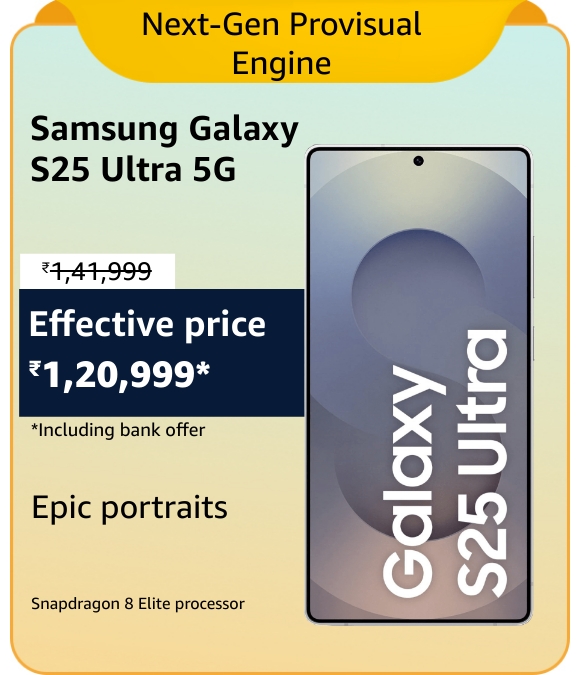 Next-Gen Provisual
Engine
Samsung Galaxy
S25 Ultra 5G
₹1,41,999
Effective price
₹1,20,999*
*Including bank offer
Epic portraits
Snapdragon 8 Elite processor
Galaxy
S25 Ultra